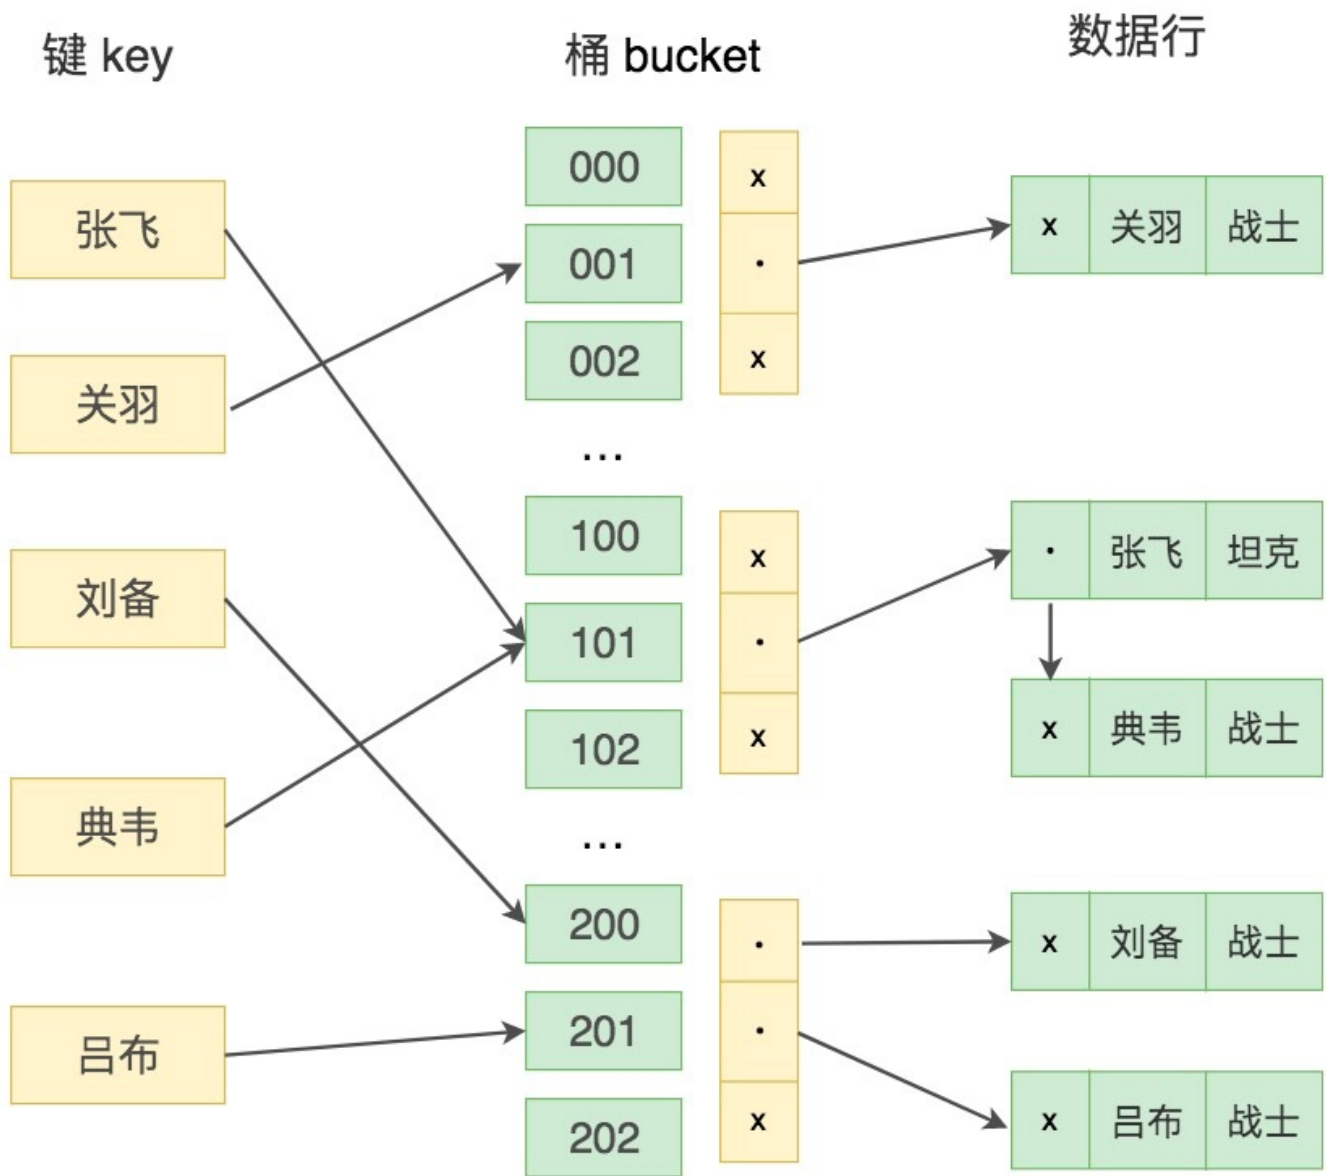 键 key
桶 bucket
数据行
张飞
关羽
刘备
典韦
吕布
000
001
002
...
100
101
102
...
200
201
202
x
·
x
x
·
x
·
·
x
x 关羽 战士
· 张飞 坦克
x 典韦 战士
x 刘备 战士
x 吕布 战士